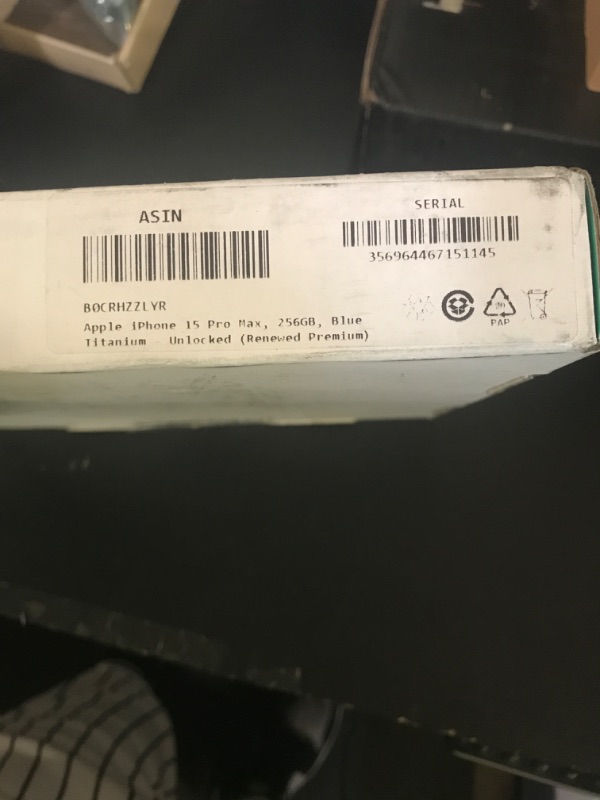 ASIN
B0CRHZZLYR
Apple iPhone 15 Pro Max, 256GB, Blue
Titanium - Unlocked (Renewed Premium)
SERIAL
356964467151145
PAP